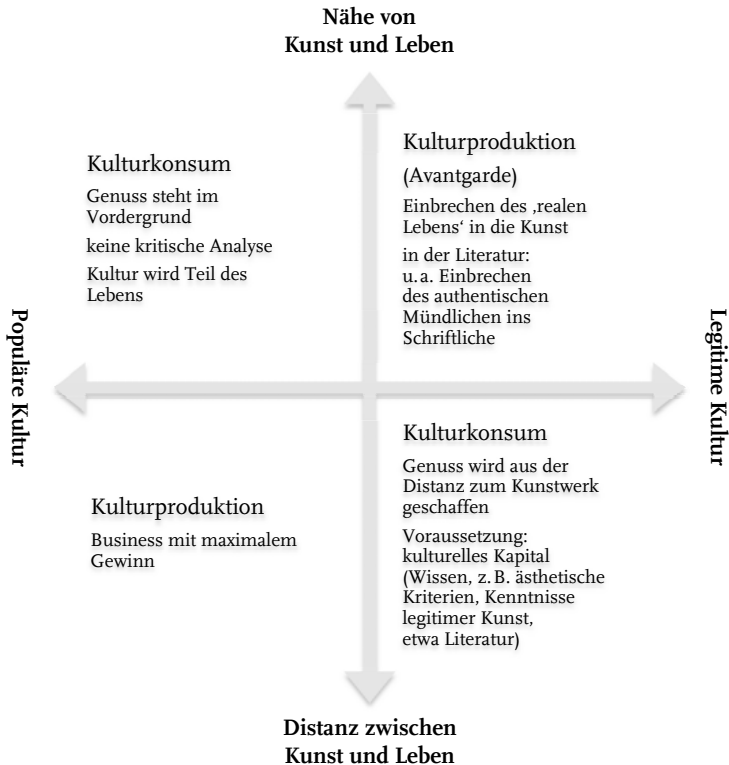 Nähe von
Kunst und Leben
Kulturkonsum
Genuss steht im
Vordergrund
keine kritische Analyse
Kultur wird Teil des
Lebens
Kulturproduktion
(Avantgarde)
Einbrechen des ‚realen
Lebens‘ in die Kunst
in der Literatur:
u. a. Einbrechen
des authentischen
Mündlichen ins
Schriftliche
Populäre Kultur
Legitime Kultur
Kulturproduktion
Business mit maximalem
Gewinn
Kulturkonsum
Genuss wird aus der
Distanz zum Kunstwerk
geschaffen
Voraussetzung:
kulturelles Kapital
(Wissen, z. B. ästhetische
Kriterien, Kenntnisse
legitimer Kunst,
etwa Literatur)
Distanz zwischen
Kunst und Leben